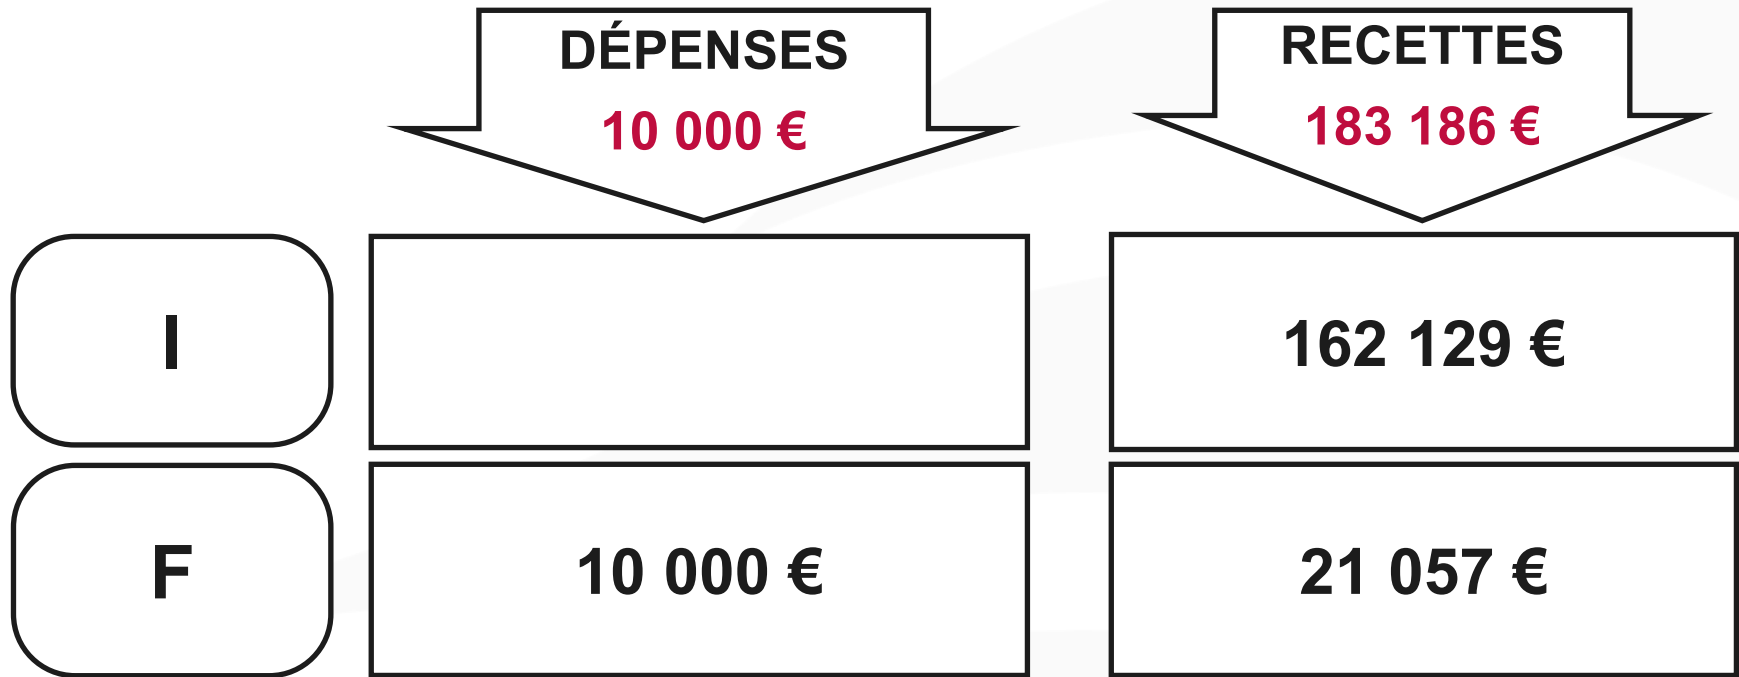 DÉPENSES
10 000 €
RECETTES
183 186 €
I
162 129 €
F
10 000 €
21 057 €